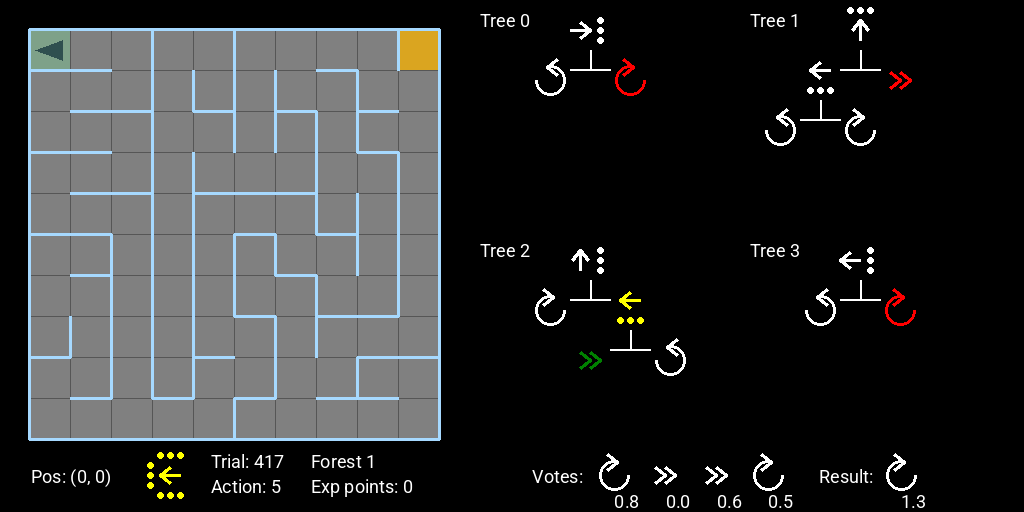 Tree 0
Tree 1
Tree 2
Tree 3
Pos: (0, 0)
Trial: 417
Forest 1
Action: 5
Exp points: 0
Votes:
Result:
0.8
0.0
0.6
0.5
1.3